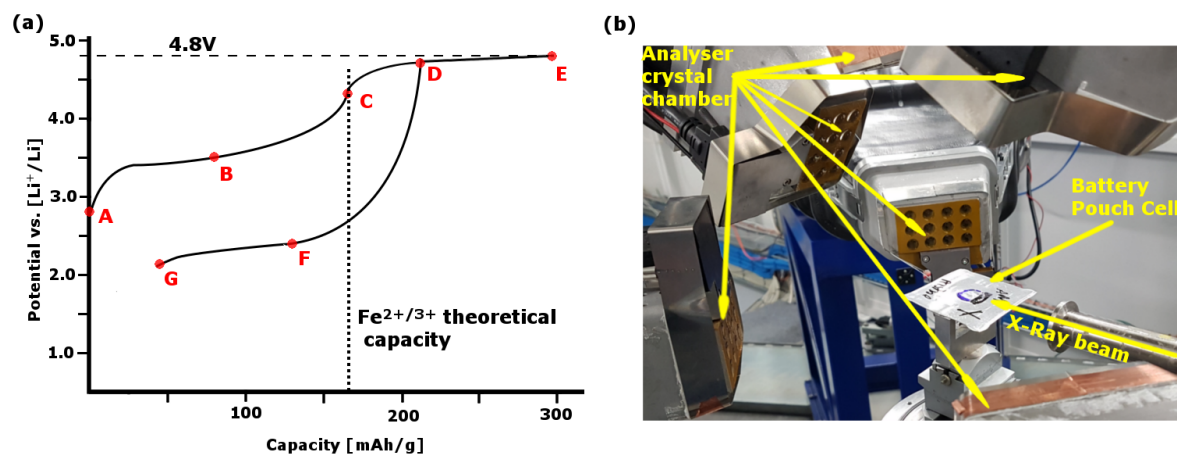 (a)
Potential vs. [Li⁺/Li]
5.0
4.0
3.0
2.0
1.0
4.8V
A
B
C
D
E
F
G
Fe²⁺/³⁺ theoretical
capacity
100
200
300
Capacity [mAh/g]
(b)
Analyser
crystal
chamber
Battery
Pouch Cell
X-Ray beam
X